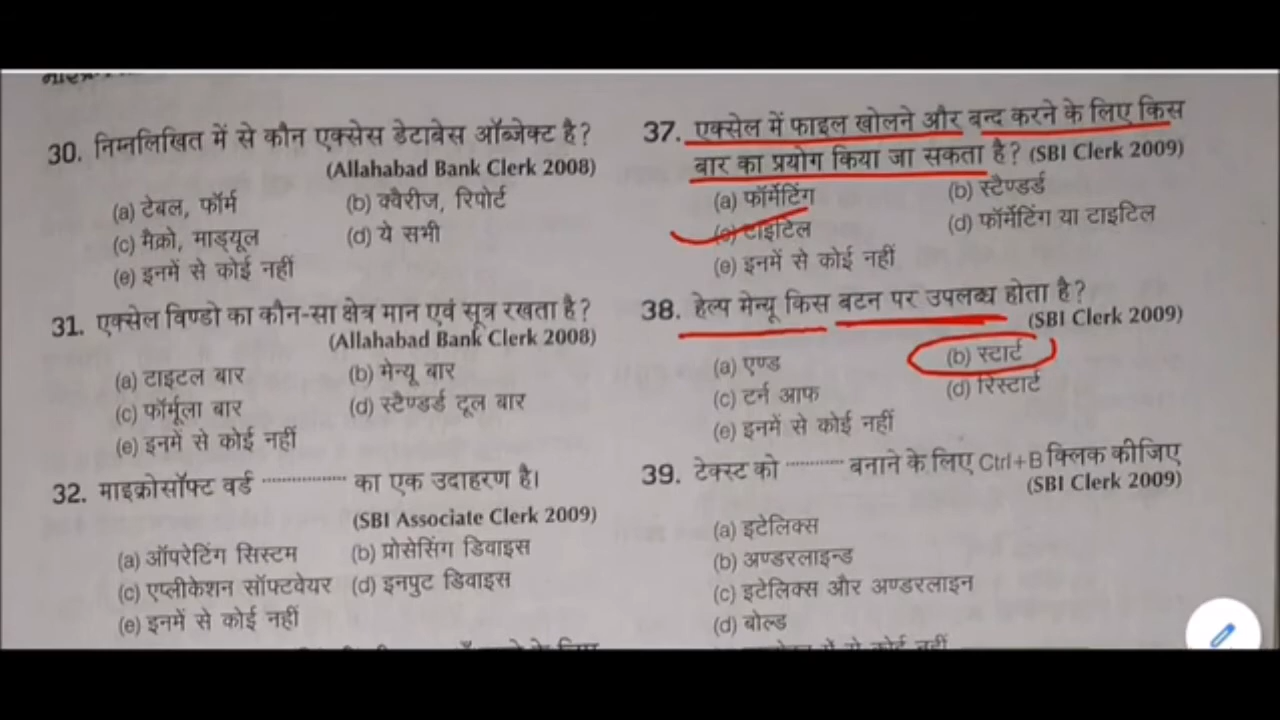 30. निम्नलिखित में से कौन एक्सेस डेटाबेस ऑब्जेक्ट है?
(Allahabad Bank Clerk 2008)
(a) टेबल, फॉर्म (b) क्वैरीज, रिपोर्ट
(c) मैक्रो, माड्यूल (d) ये सभी
(e) इनमें से कोई नहीं
31. एक्सेल विण्डो का कौन-सा क्षेत्र मान एवं सूत्र रखता है?
(Allahabad Bank Clerk 2008)
(a) टाइटल बार (b) मेन्यू बार
(c) फॉर्मूला बार (d) स्टैण्डर्ड टूल बार
(e) इनमें से कोई नहीं
32. माइक्रोसॉफ्ट वर्ड ................. का एक उदाहरण है।
(SBI Associate Clerk 2009)
(a) ऑपरेटिंग सिस्टम (b) प्रोसेसिंग डिवाइस
(c) एप्लीकेशन सॉफ्टवेयर (d) इनपुट डिवाइस
(e) इनमें से कोई नहीं
37. एक्सेल में फाइल खोलने और बन्द करने के लिए किस
बार का प्रयोग किया जा सकता है? (SBI Clerk 2009)
(a) फॉर्मेटिंग (b) स्टैण्डर्ड
(c) टाइटिल (d) फॉर्मेटिंग या टाइटिल
(e) इनमें से कोई नहीं
38. हेल्प मेन्यू किस बटन पर उपलब्ध होता है?
(SBI Clerk 2009)
(a) एण्ड (b) स्टार्ट
(c) टर्न आफ (d) रिस्टार्ट
(e) इनमें से कोई नहीं
39. टेक्स्ट को ........... बनाने के लिए Ctrl+B क्लिक कीजिए
(SBI Clerk 2009)
(a) इटेलिक्स
(b) अण्डरलाइन्ड
(c) इटेलिक्स और अण्डरलाइन
(d) बोल्ड